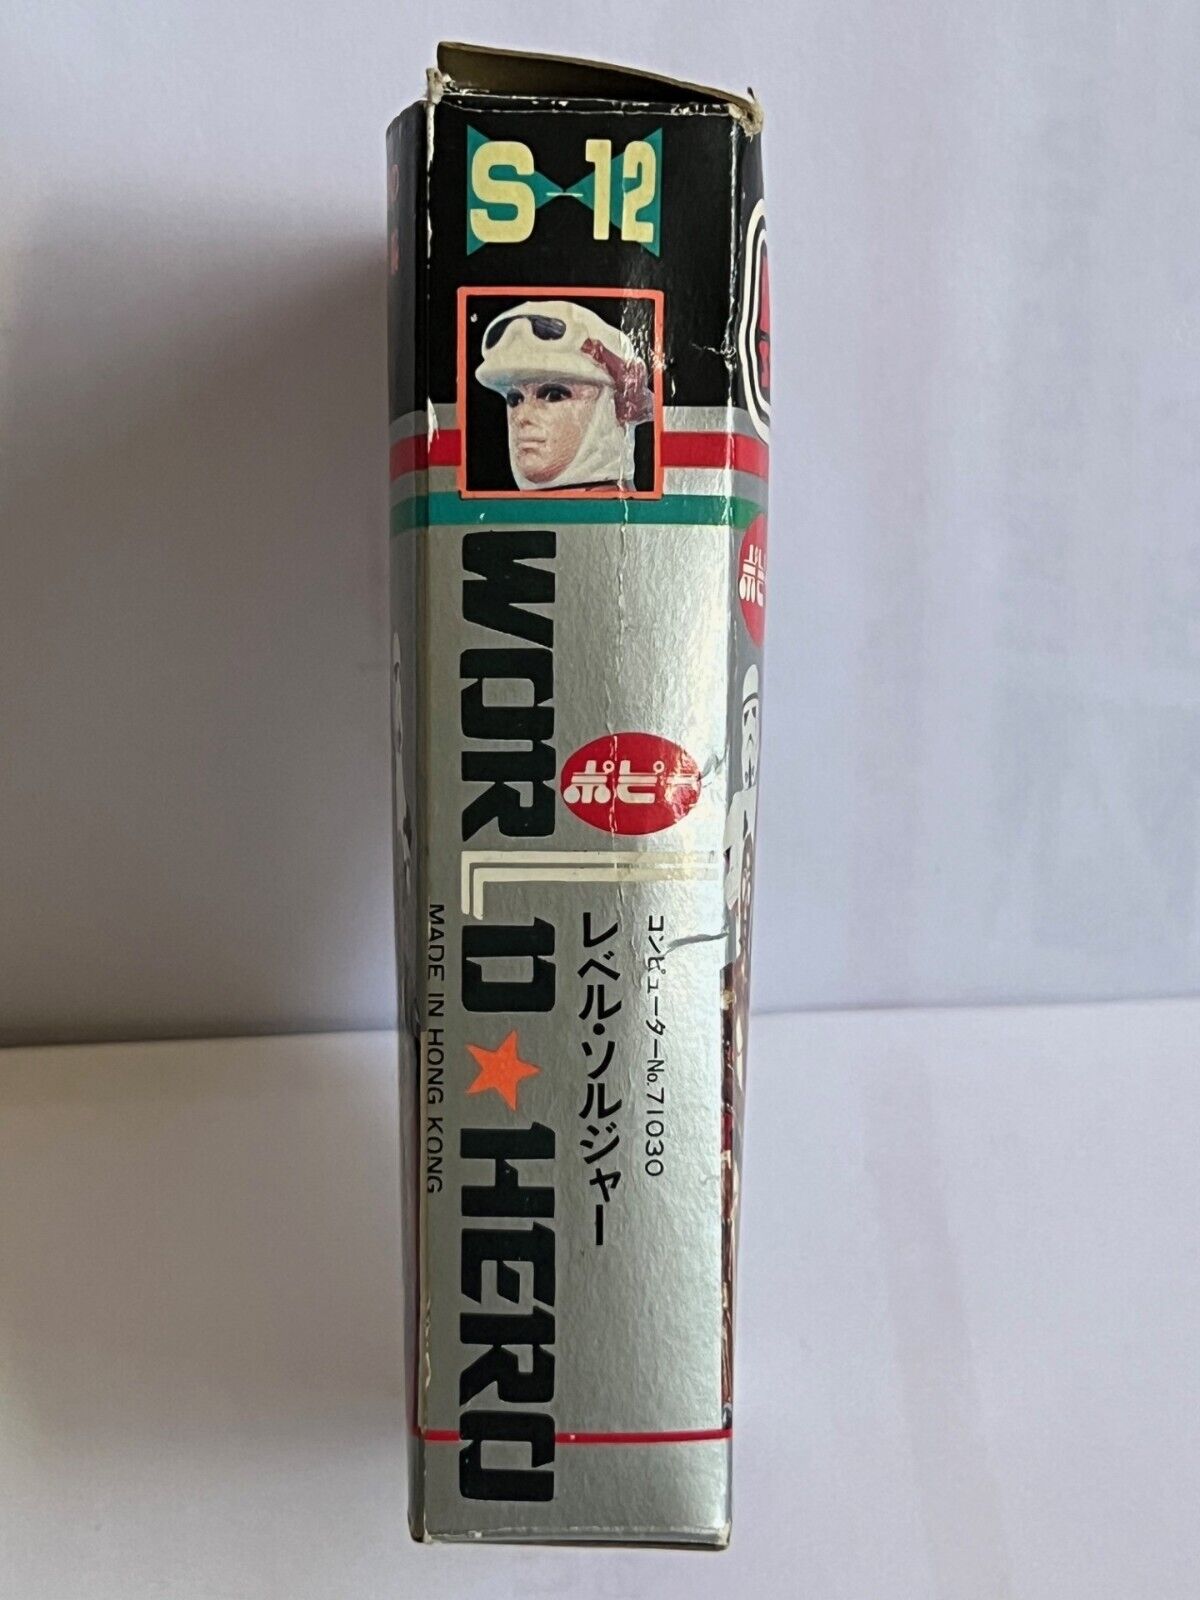 S-12
WORLD★HERO
ポピー
レベル・ソルジャー
コンピューターNo.71030
MADE IN HONG KONG
ポピ